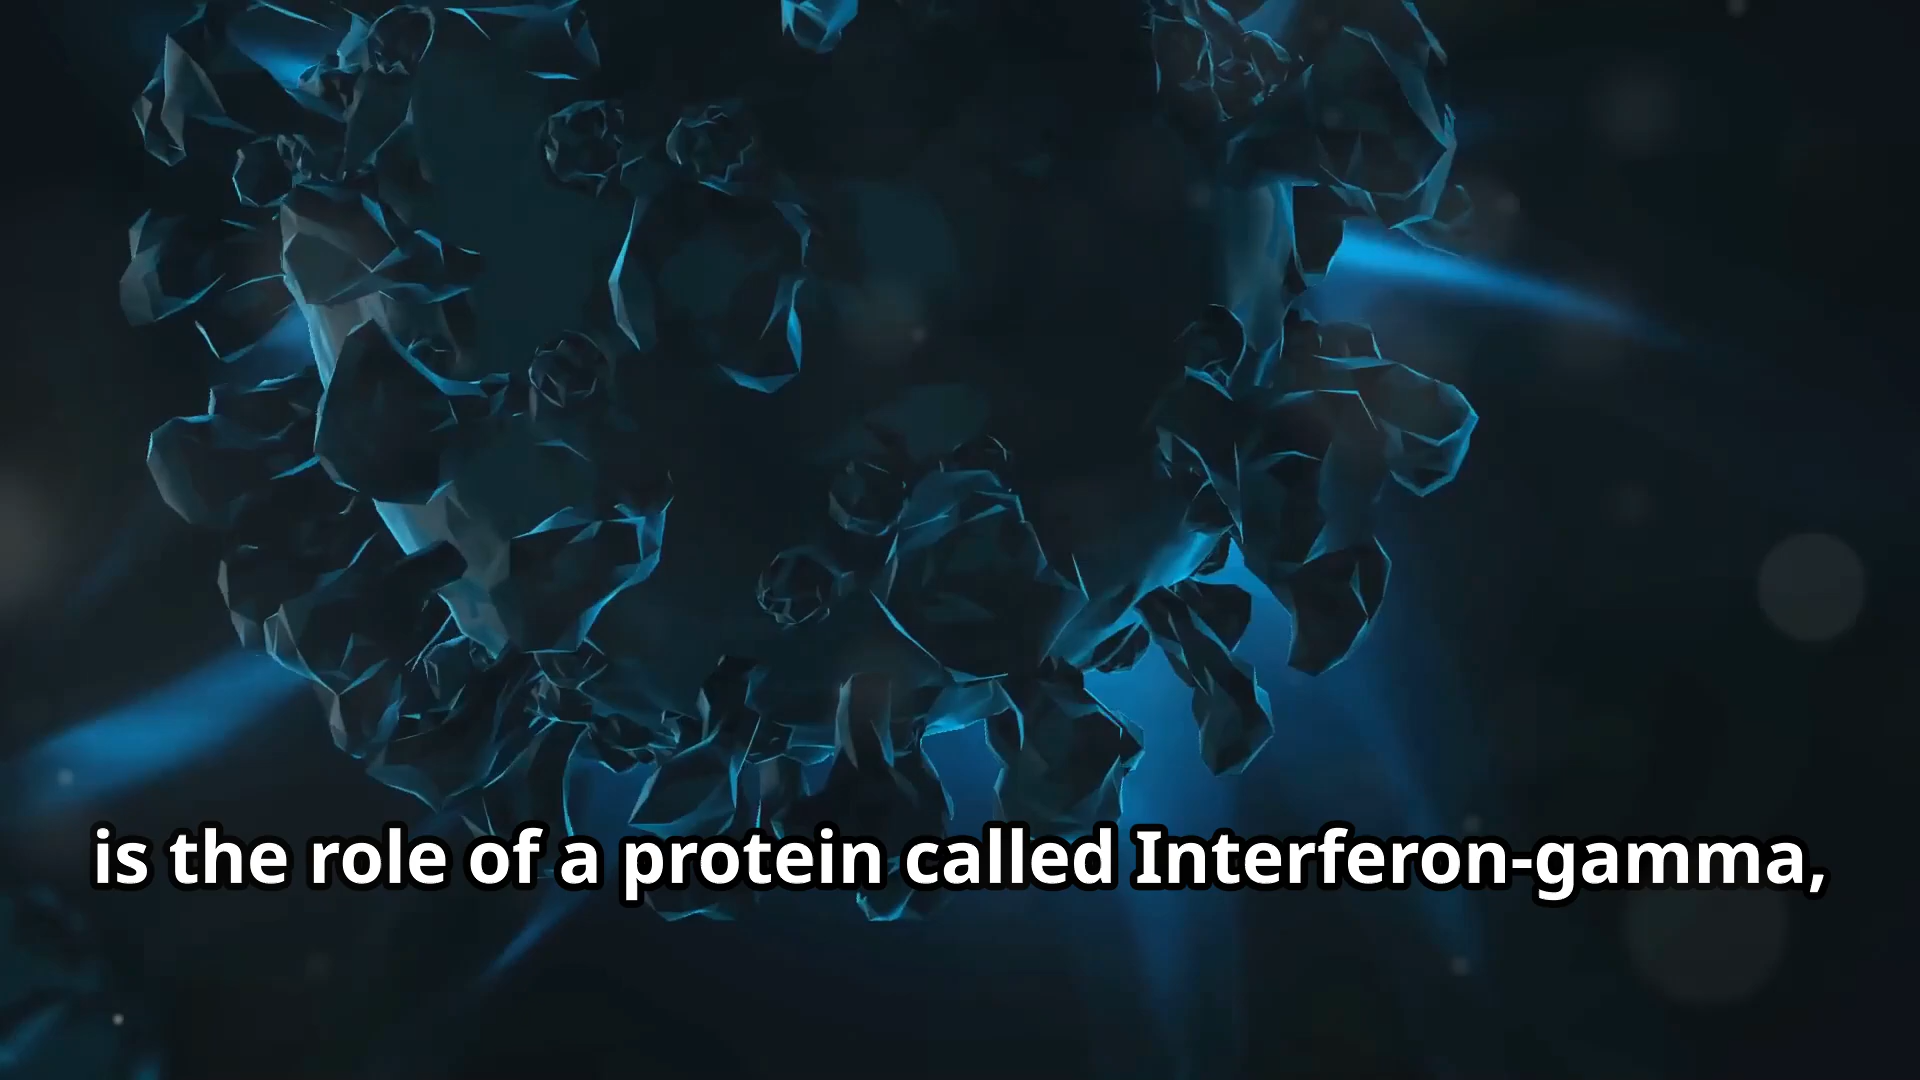 is the role of a protein called Interferon-gamma,